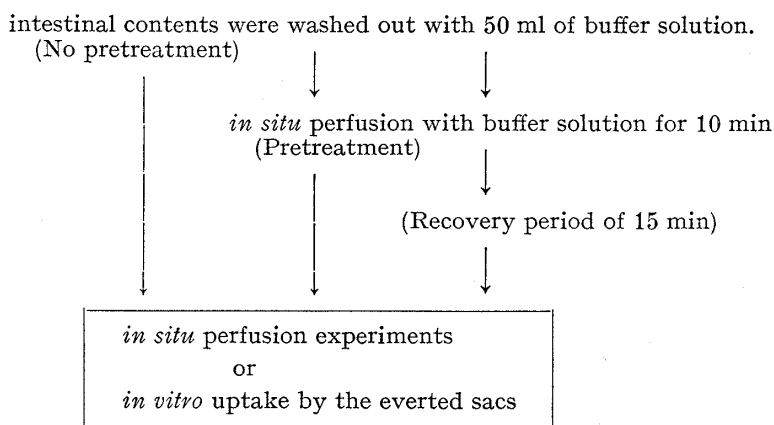 intestinal contents were washed out with 50 ml of buffer solution.
(No pretreatment)
in situ perfusion with buffer solution for 10 min
(Pretreatment)
(Recovery period of 15 min)
in situ perfusion experiments
or
in vitro uptake by the everted sacs